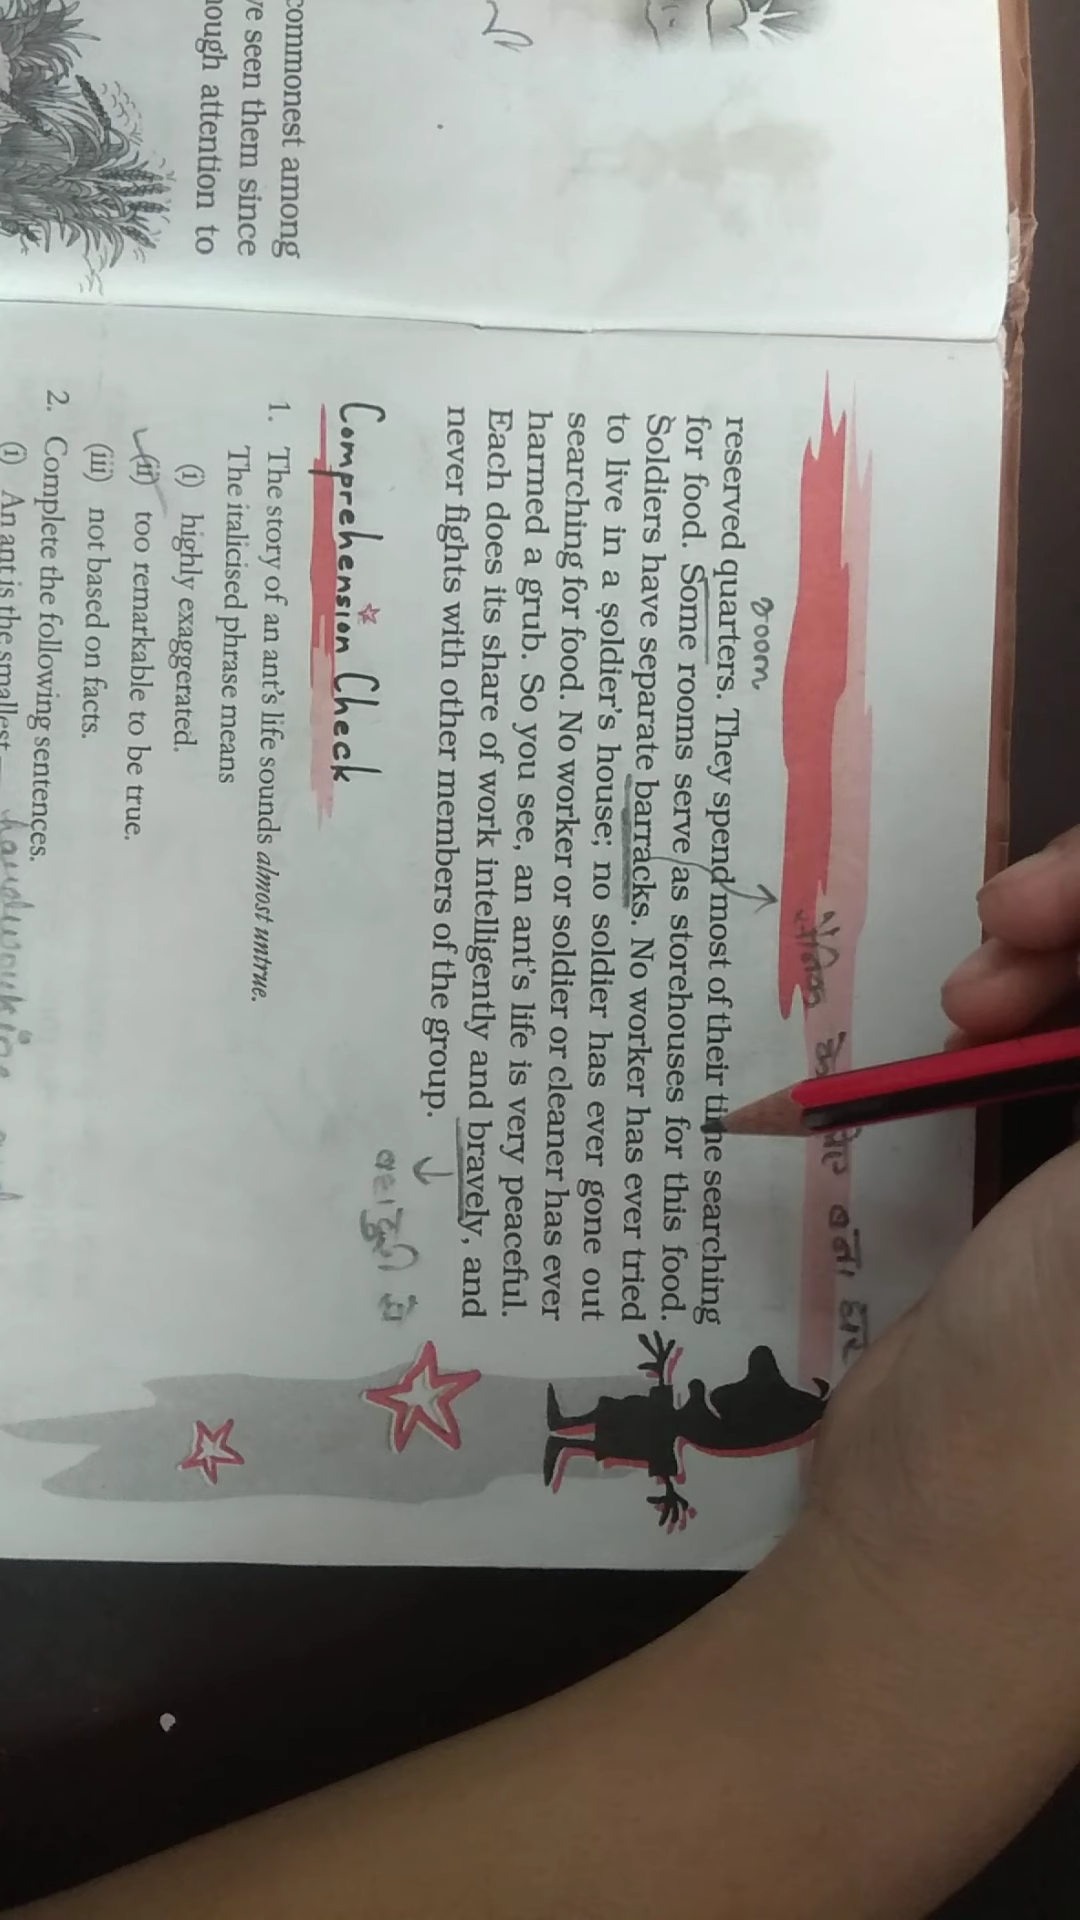 commonest among
ve seen them since
nough attention to
room
reserved quarters. They spend most of their time searching
for food. Some rooms serve as storehouses for this food.
Soldiers have separate barracks. No worker has ever tried
to live in a soldier's house; no soldier has ever gone out
searching for food. No worker or soldier or cleaner has ever
harmed a grub. So you see, an ant's life is very peaceful.
Each does its share of work intelligently and bravely, and
never fights with other members of the group.
Comprehension Check
1. The story of an ant's life sounds almost untrue.
The italicised phrase means
(i) highly exaggerated.
(ii) too remarkable to be true.
(iii) not based on facts.
2. Complete the following sentences.
(i) An ant is the smallest